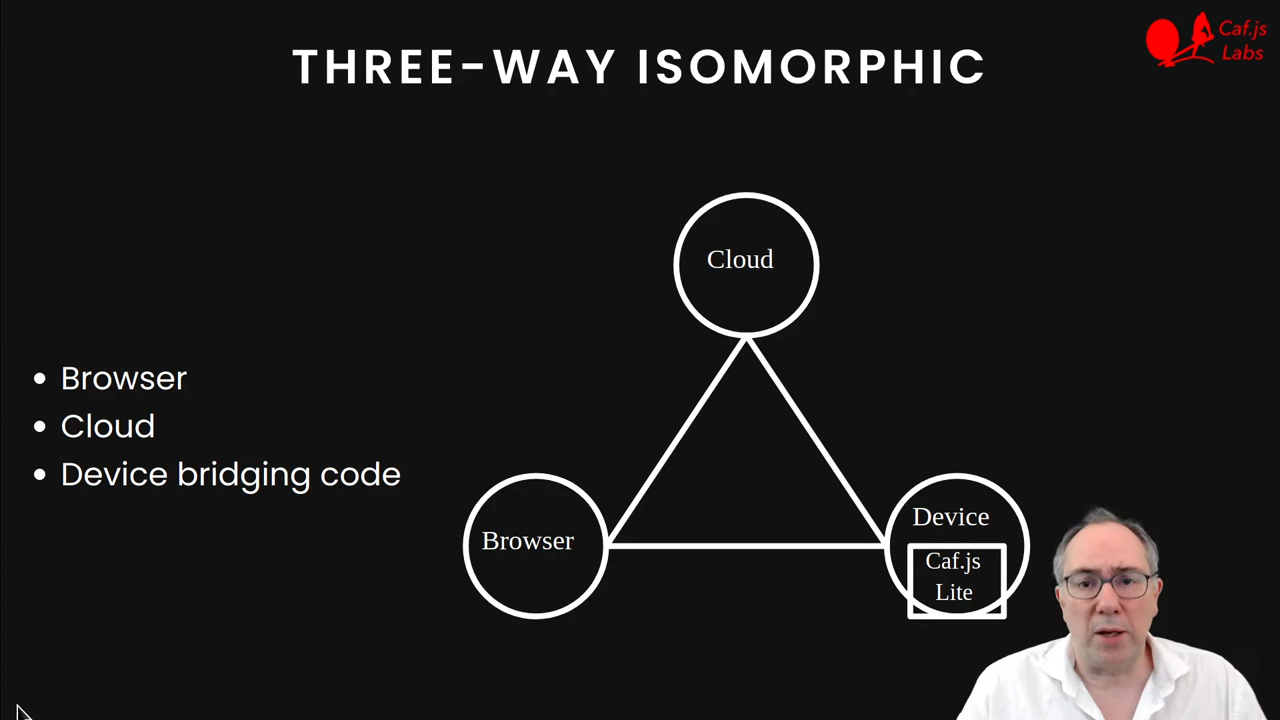 THREE-WAY ISOMORPHIC
Caf.js
Labs
Browser
Cloud
Device bridging code
Cloud
Browser
Device
Caf.js
Lite